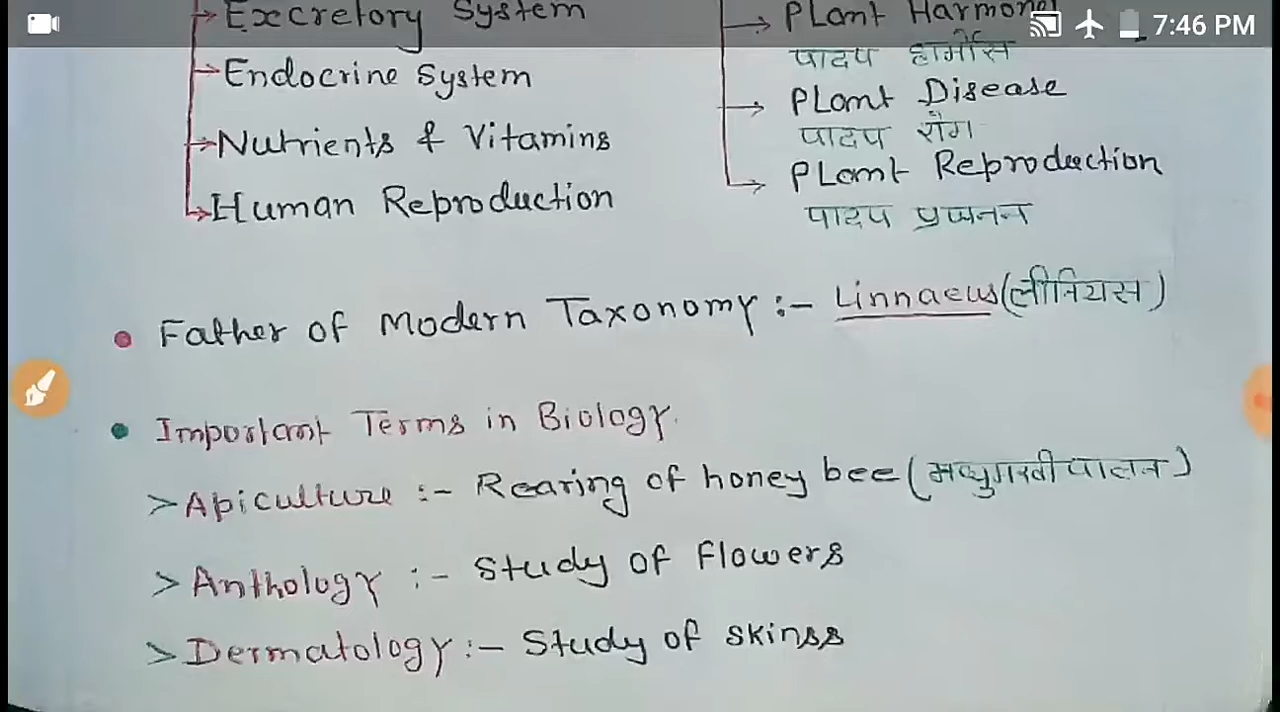 7:46 PM
Excretory System
Endocrine System
Nutrients & Vitamins
Human Reproduction
Plant Harmone
पादप हार्मोस
Plant Disease
पादप रोग
Plant Reproduction
पादप प्रजनन
Father of Modern Taxonomy :- Linnaeus (लीनियस)
Important Terms in Biology.
> Apiculture :- Rearing of honey bee (मधुमखी पालन)
> Anthology :- Study of Flowers
> Dermatology :- Study of skinss